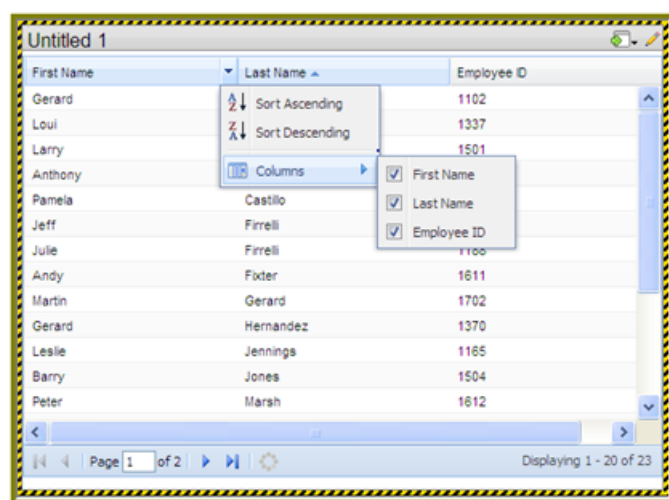 Untitled 1
First Name Last Name Employee ID
Gerard 1102
Loui 1337
Larry 1501
Anthony
Pamela Castillo
Jeff Firrelli
Julie Firrelli 1188
Andy Fixter 1611
Martin Gerard 1702
Gerard Hernandez 1370
Leslie Jennings 1165
Barry Jones 1504
Peter Marsh 1612
Sort Ascending
Sort Descending
Columns
First Name
Last Name
Employee ID
Page 1 of 2 Displaying 1 - 20 of 23